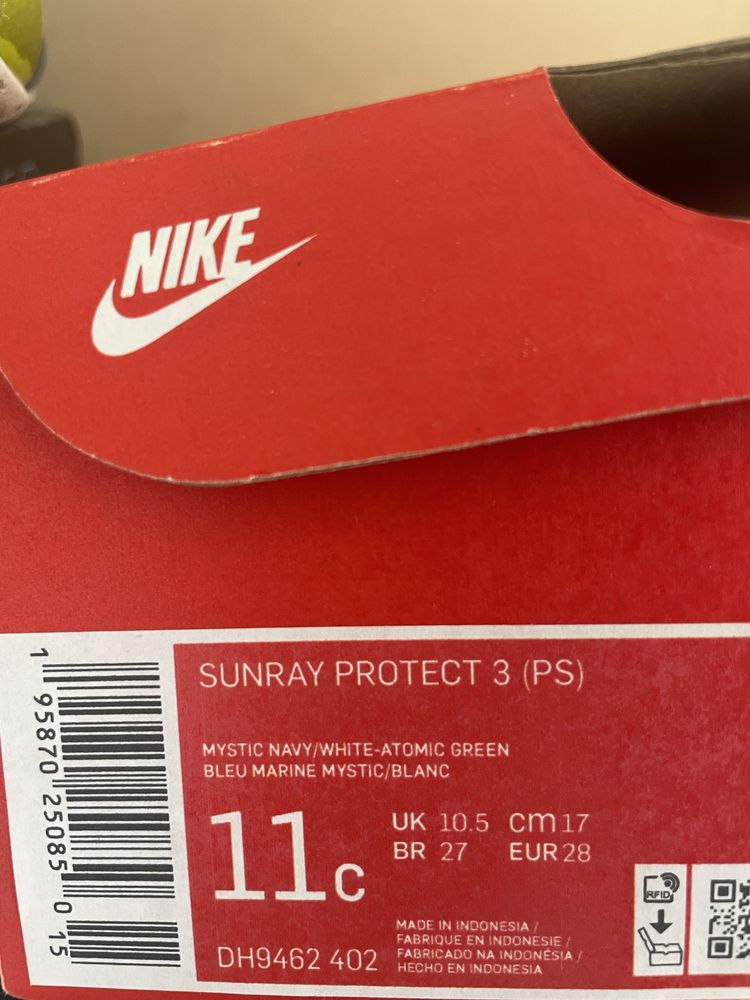 NIKE
SUNRAY PROTECT 3 (PS)
MYSTIC NAVY/WHITE-ATOMIC GREEN
BLEU MARINE MYSTIC/BLANC
11C
UK 10.5 CM 17
BR 27 EUR 28
DH9462 402
MADE IN INDONESIA /
FABRIQUE EN INDONESIE /
FABRICADO NA INDONÉSIA /
HECHO EN INDONESIA
RFID
1 95870 25085 0 15